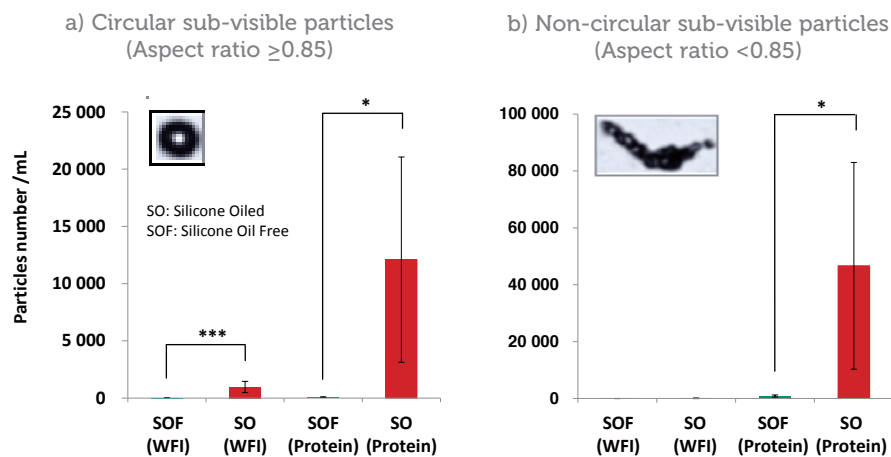 a) Circular sub-visible particles
(Aspect ratio ≥0.85)
Particles number /mL
25 000
20 000
15 000
10 000
5 000
0
SO: Silicone Oiled
SOF: Silicone Oil Free
***
*
SOF
(WFI)
SO
(WFI)
SOF
(Protein)
SO
(Protein)
b) Non-circular sub-visible particles
(Aspect ratio <0.85)
100 000
80 000
60 000
40 000
20 000
0
*
SOF
(WFI)
SO
(WFI)
SOF
(Protein)
SO
(Protein)